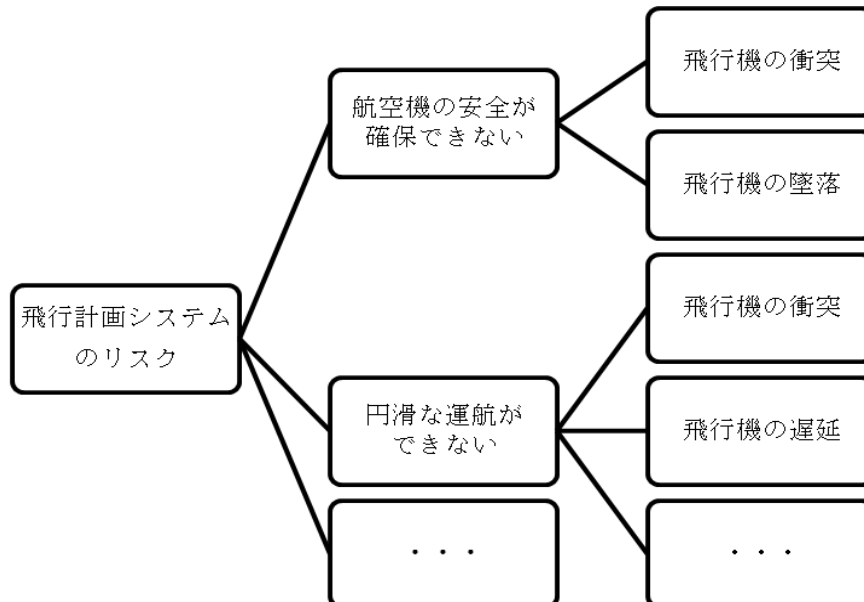 飛行計画システム
のリスク
航空機の安全が
確保できない
飛行機の衝突
飛行機の墜落
円滑な運航が
できない
飛行機の衝突
飛行機の遅延
・・・
・・・